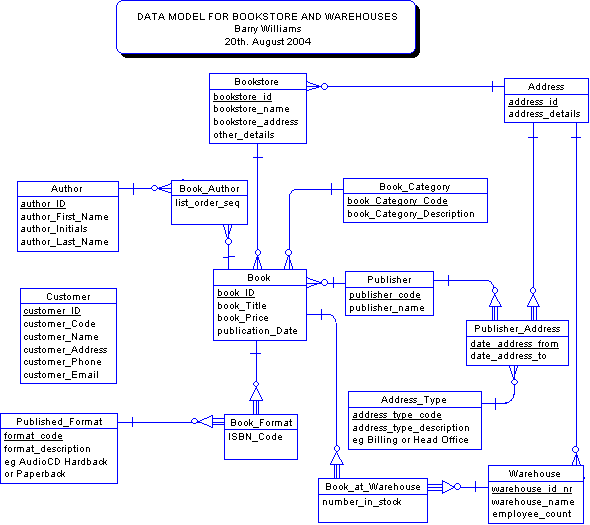 DATA MODEL FOR BOOKSTORE AND WAREHOUSES
Barry Williams
20th. August 2004
Bookstore
bookstore_id
bookstore_name
bookstore_address
other_details
Address
address_id
address_details
Author
author_ID
author_First_Name
author_Initials
author_Last_Name
Book_Author
list_order_seq
Book_Category
book_Category_Code
book_Category_Description
Customer
customer_ID
customer_Code
customer_Name
customer_Address
customer_Phone
customer_Email
Book
book_ID
book_Title
book_Price
publication_Date
Publisher
publisher_code
publisher_name
Publisher_Address
date_address_from
date_address_to
Address_Type
address_type_code
address_type_description
eg Billing or Head Office
Published_Format
format_code
format_description
eg AudioCD Hardback
or Paperback
Book_Format
ISBN_Code
Book_at_Warehouse
number_in_stock
Warehouse
warehouse_id_nr
warehouse_name
employee_count